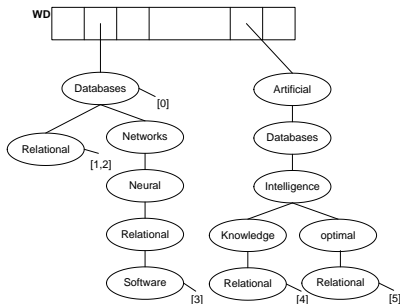 WD
Databases
[0]
Artificial
Relational
[1,2]
Networks
Databases
Neural
Intelligence
Relational
Knowledge
optimal
Software
[3]
Relational
[4]
Relational
[5]